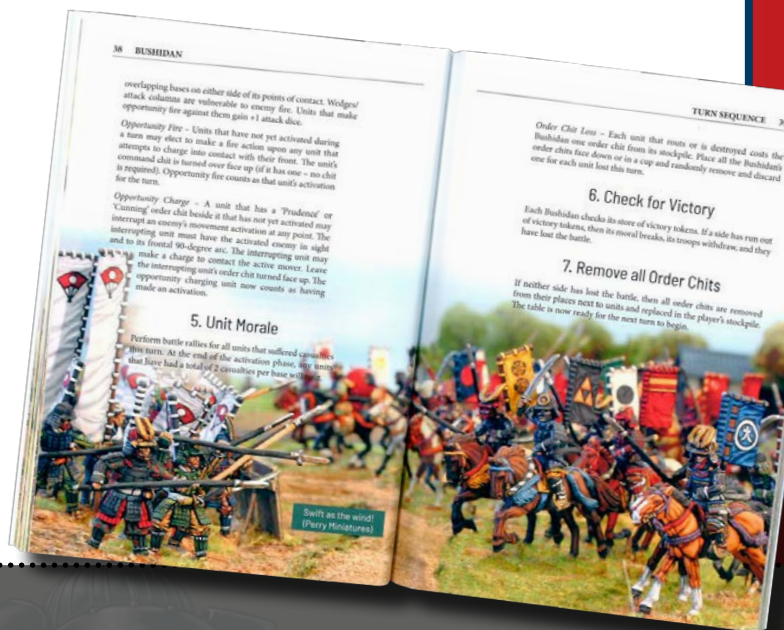 38 BUSHIDAN
overlapping bases on either side of its points of contact. Wedges/
attack columns are vulnerable to enemy fire. Units that make
opportunity fire against them gain +1 attack dice.
Opportunity Fire – Units that have not yet activated during
a turn may elect to make a fire action upon any unit that
attempts to charge into contact with their front. The unit's
command chit is turned over face up (if it has one – no chit
is required). Opportunity fire counts as that unit's activation
for the turn.
Opportunity Charge – A unit that has a 'Prudence' or
'Cunning' order chit beside it that has not yet activated may
interrupt an enemy's movement activation at any point. The
interrupting unit must have the activated enemy in sight
and to its frontal 90-degree arc. The interrupting unit may
make a charge to contact the active mover. Leave
the interrupting unit's order chit turned face up. The
opportunity charging unit now counts as having
made an activation.
5. Unit Morale
Perform battle rallies for all units that suffered casualties
this turn. At the end of the activation phase, any units
that have had a total of 2 casualties per base will
Swift as the wind!
(Perry Miniatures)
TURN SEQUENCE
Order Chit Loss – Each unit that routs or is destroyed costs the
Bushidan one order chit from its stockpile. Place all the Bushidan's
order chits face down or in a cup and randomly remove and discard
one for each unit lost this turn.
6. Check for Victory
Each Bushidan checks its store of victory tokens. If a side has run out
of victory tokens, then its moral breaks, its troops withdraw, and they
have lost the battle.
7. Remove all Order Chits
If neither side has lost the battle, then all order chits are removed
from their places next to units and replaced in the player's stockpile.
The table is now ready for the next turn to begin.